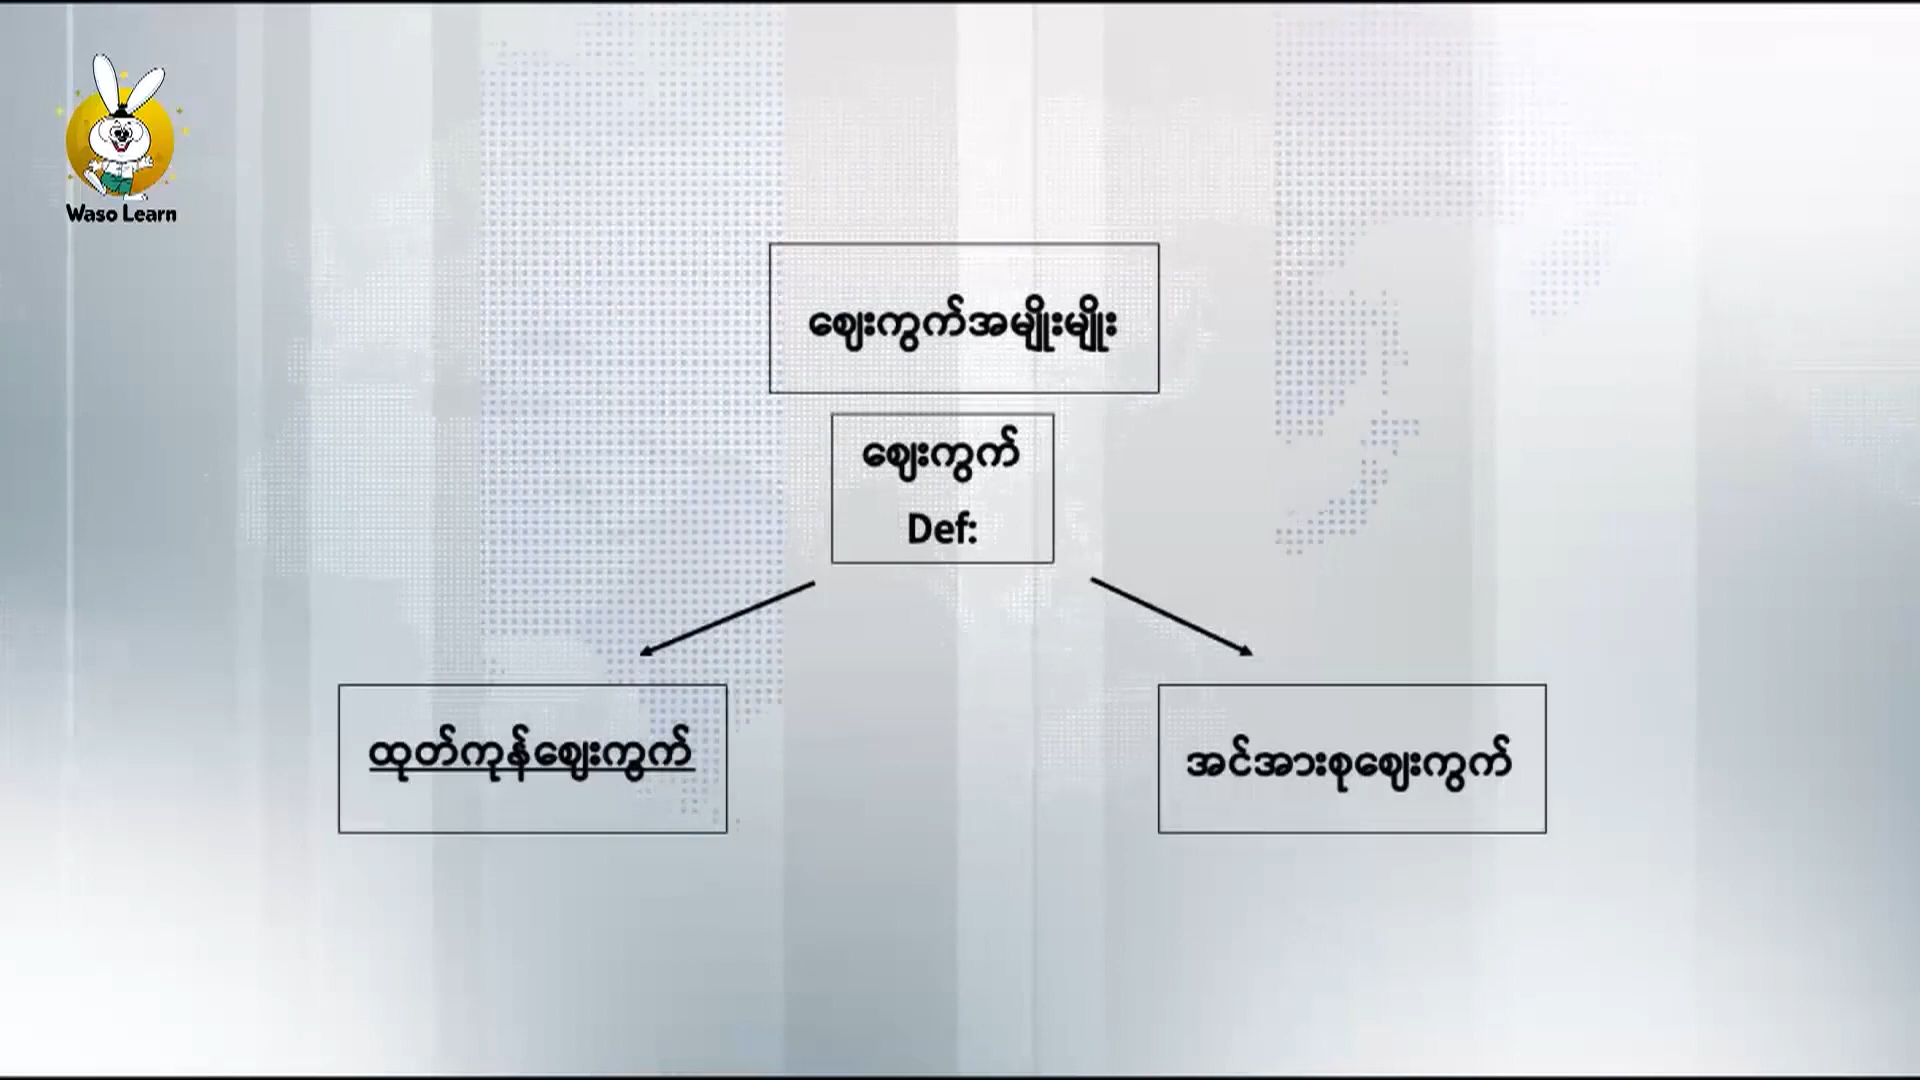 Waso Learn
ဈေးကွက်အမျိုးမျိုး
ဈေးကွက်
Def:
ထုတ်ကုန်ဈေးကွက်
အင်အားစုဈေးကွက်